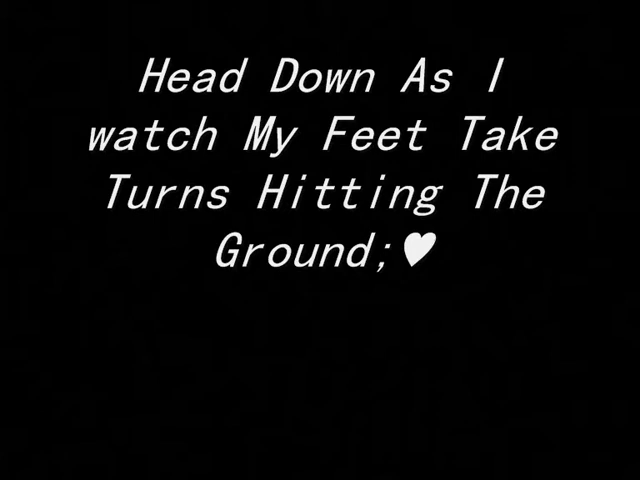 Head Down As I
watch My Feet Take
Turns Hitting The
Ground;♥